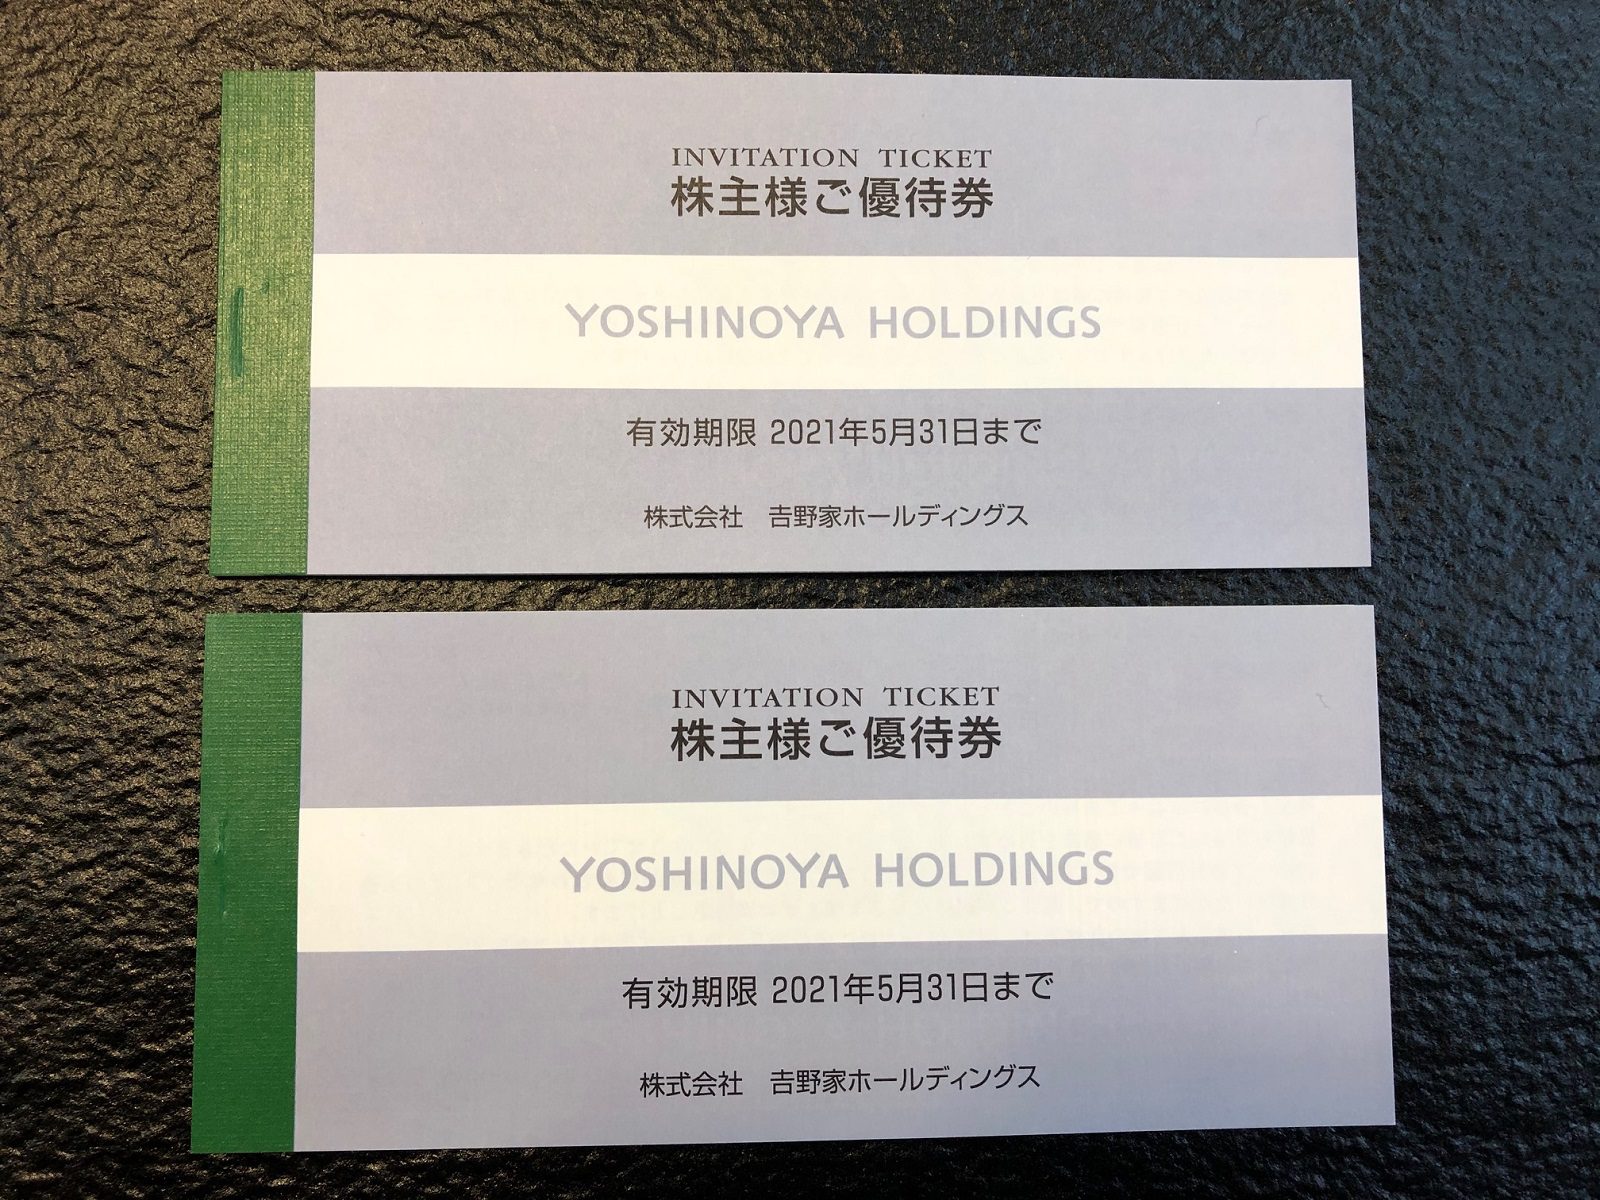 INVITATION TICKET
株主様ご優待券
YOSHINOYA HOLDINGS
有効期限 2021年5月31日まで
株式会社　𠮷野家ホールディングス
INVITATION TICKET
株主様ご優待券
YOSHINOYA HOLDINGS
有効期限 2021年5月31日まで
株式会社　𠮷野家ホールディングス